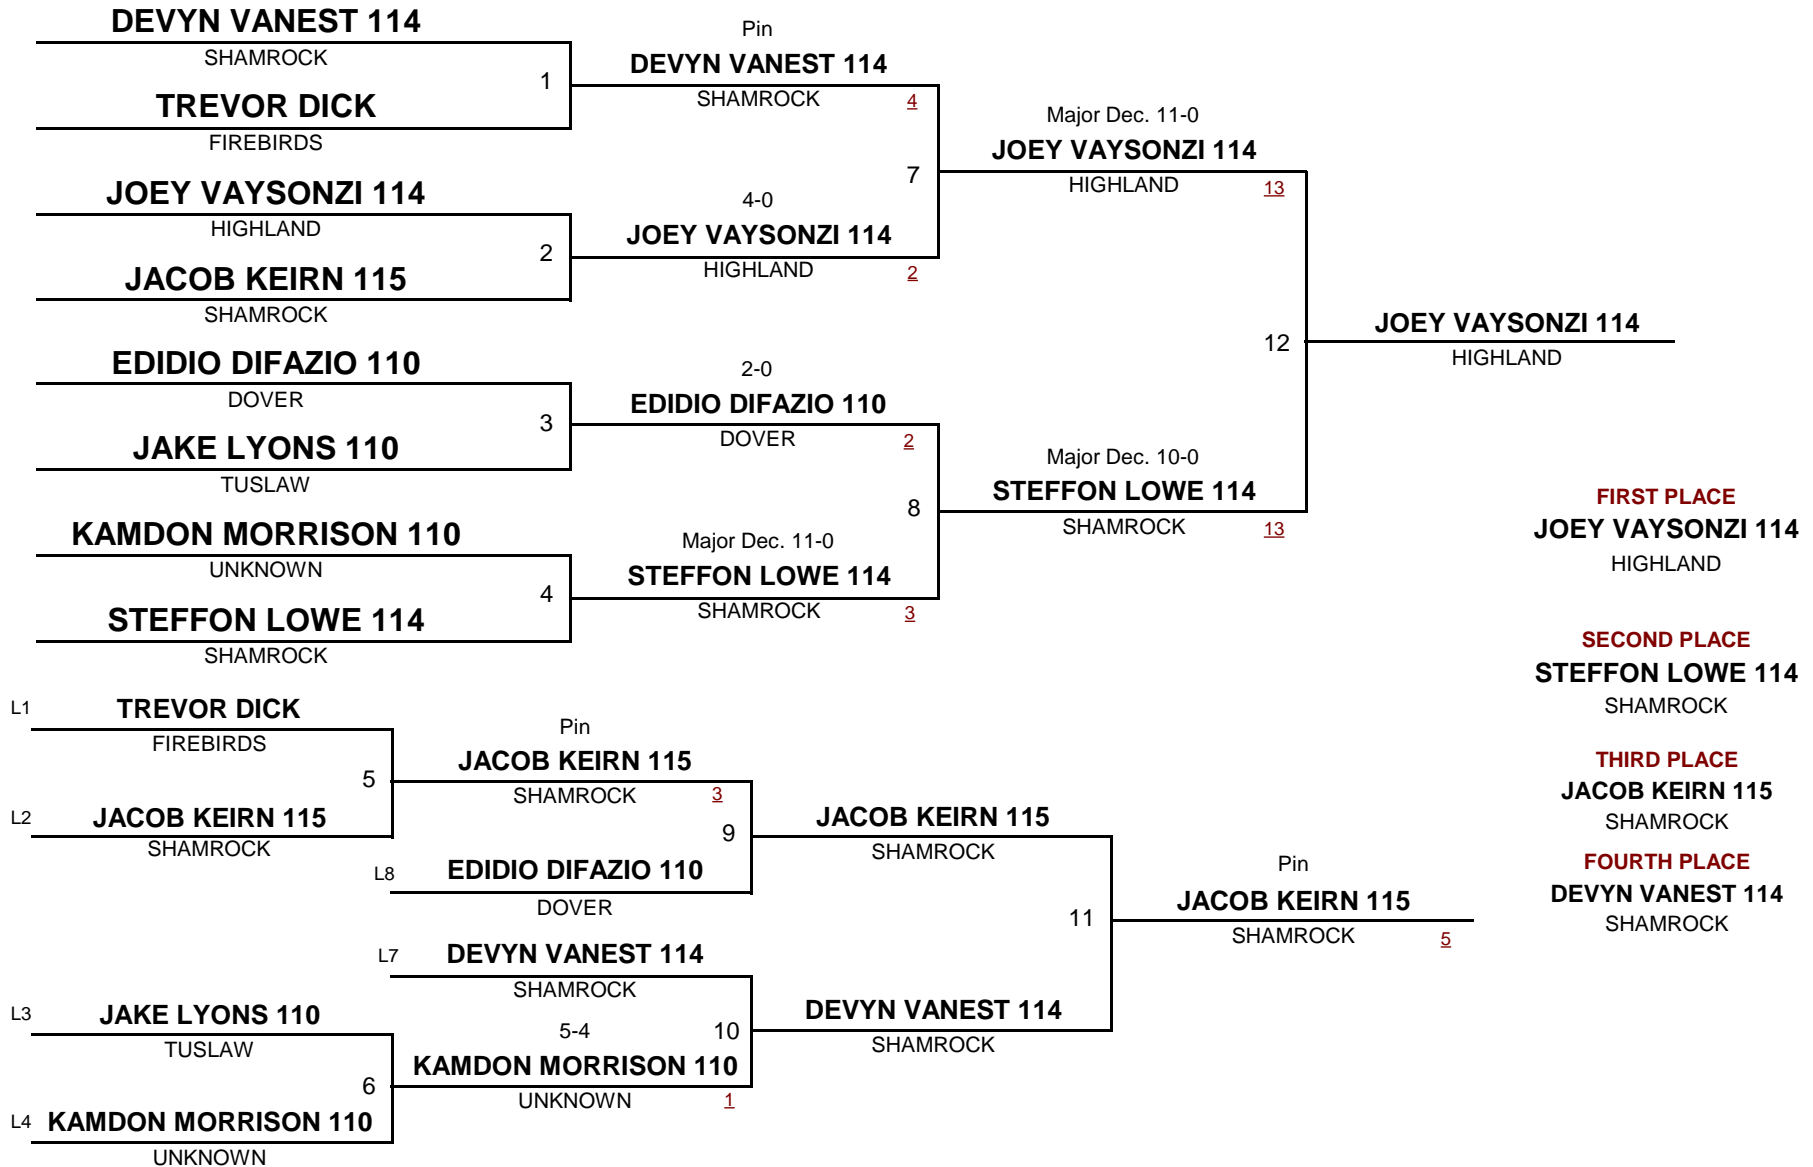 DEVYN VANEST 114
SHAMROCK
1
TREVOR DICK
FIREBIRDS
Pin
DEVYN VANEST 114
SHAMROCK 4
JOEY VAYSONZI 114
HIGHLAND
2
JACOB KEIRN 115
SHAMROCK
4-0
JOEY VAYSONZI 114
HIGHLAND 2
7
Major Dec. 11-0
JOEY VAYSONZI 114
HIGHLAND 13
EDIDIO DIFAZIO 110
DOVER
3
JAKE LYONS 110
TUSLAW
2-0
EDIDIO DIFAZIO 110
DOVER 2
KAMDON MORRISON 110
UNKNOWN
4
STEFFON LOWE 114
SHAMROCK
Major Dec. 11-0
STEFFON LOWE 114
SHAMROCK 3
8
Major Dec. 10-0
STEFFON LOWE 114
SHAMROCK 13
12
JOEY VAYSONZI 114
HIGHLAND
L1 TREVOR DICK
FIREBIRDS
5
L2 JACOB KEIRN 115
SHAMROCK
Pin
JACOB KEIRN 115
SHAMROCK 3
9
L8 EDIDIO DIFAZIO 110
DOVER
JACOB KEIRN 115
SHAMROCK
L7 DEVYN VANEST 114
SHAMROCK
L3 JAKE LYONS 110
TUSLAW
6
L4 KAMDON MORRISON 110
UNKNOWN
5-4
10
KAMDON MORRISON 110
UNKNOWN 1
DEVYN VANEST 114
SHAMROCK
11
Pin
JACOB KEIRN 115
SHAMROCK 5
FIRST PLACE
JOEY VAYSONZI 114
HIGHLAND
SECOND PLACE
STEFFON LOWE 114
SHAMROCK
THIRD PLACE
JACOB KEIRN 115
SHAMROCK
FOURTH PLACE
DEVYN VANEST 114
SHAMROCK